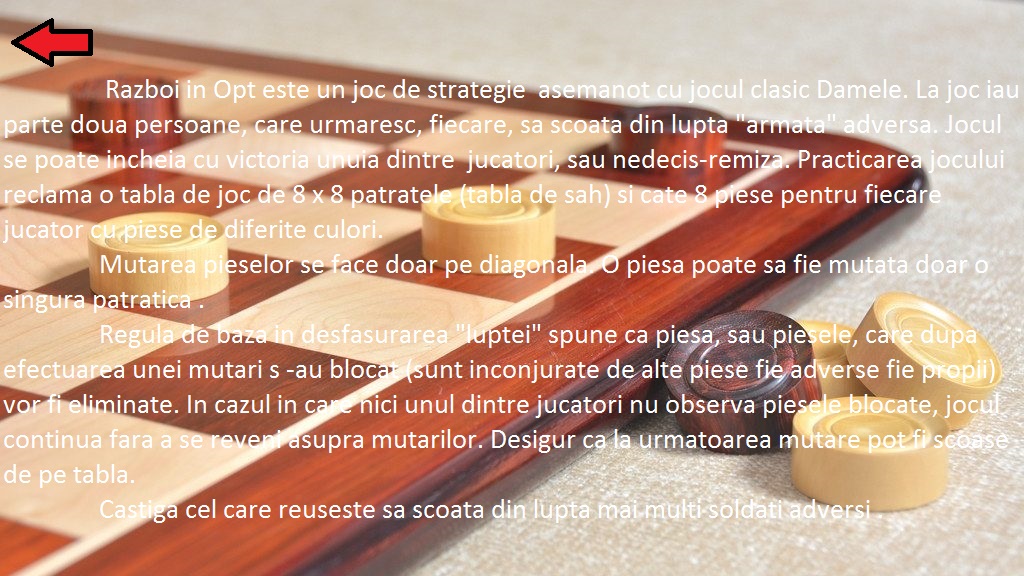 Razboi in Opt este un joc de strategie asemanot cu jocul clasic Damele. La joc iau
parte doua persoane, care urmaresc, fiecare, sa scoata din lupta "armata" adversa. Jocul
se poate incheia cu victoria unuia dintre jucatori, sau nedecis-remiza. Practicarea jocului
reclama o tabla de joc de 8 x 8 patratele (tabla de sah) si cate 8 piese pentru fiecare
jucator cu piese de diferite culori.
Mutarea pieselor se face doar pe diagonala. O piesa poate sa fie mutata doar o
singura patratica .
Regula de baza in desfasurarea "luptei" spune ca piesa, sau piesele, care dupa
efectuarea unei mutari s -au blocat (sunt inconjurate de alte piese fie adverse fie propii)
vor fi eliminate. In cazul in care nici unul dintre jucatori nu observa piesele blocate, jocul
continua fara a se reveni asupra mutarilor. Desigur ca la urmatoarea mutare pot fi scoase
de pe tabla.
Castiga cel care reuseste sa scoata din lupta mai multi soldati adversi .